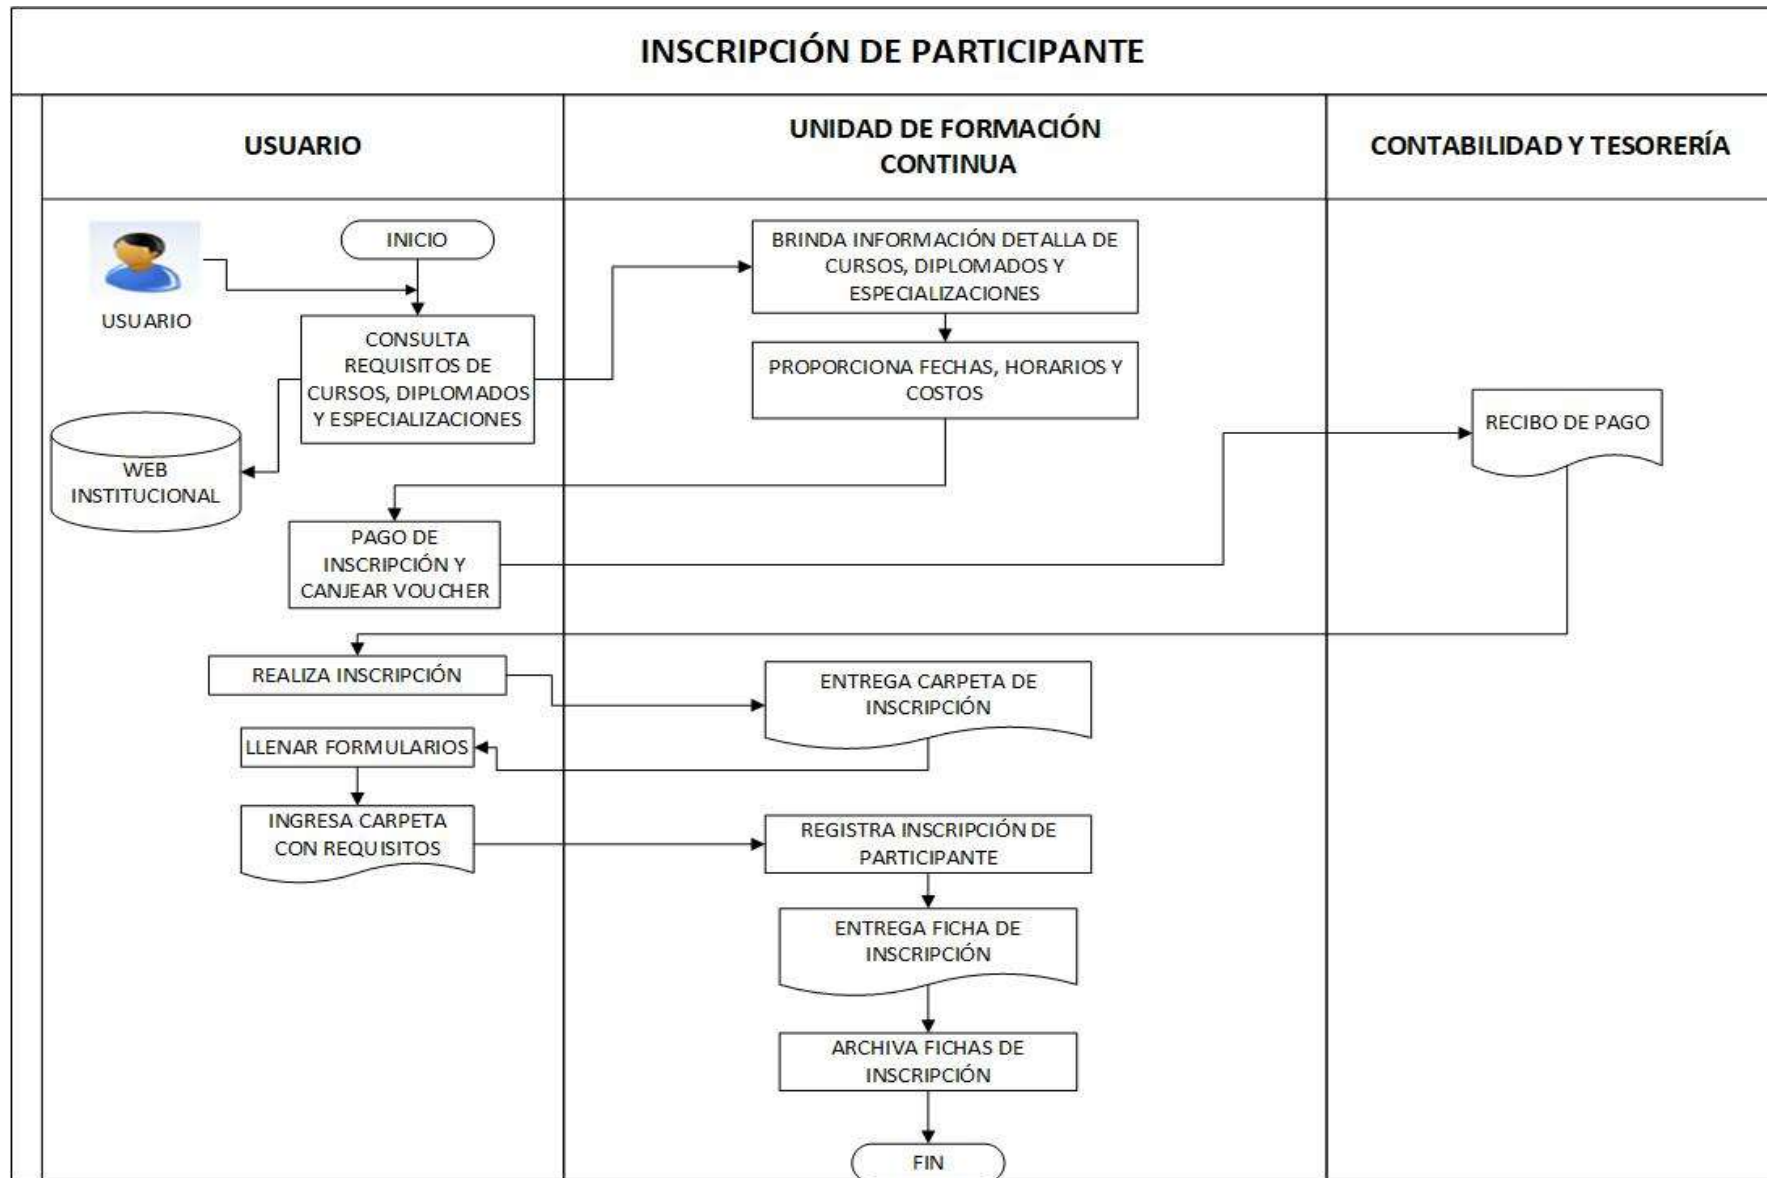 INSCRIPCIÓN DE PARTICIPANTE
USUARIO
UNIDAD DE FORMACIÓN
CONTINUA
CONTABILIDAD Y TESORERÍA
INICIO
USUARIO
CONSULTA
REQUISITOS DE
CURSOS, DIPLOMADOS
Y ESPECIALIZACIONES
BRINDA INFORMACIÓN DETALLA DE
CURSOS, DIPLOMADOS Y
ESPECIALIZACIONES
PROPORCIONA FECHAS, HORARIOS Y
COSTOS
RECIBO DE PAGO
WEB
INSTITUCIONAL
PAGO DE
INSCRIPCIÓN Y
CANJEAR VOUCHER
REALIZA INSCRIPCIÓN
ENTREGA CARPETA DE
INSCRIPCIÓN
LLENAR FORMULARIOS
INGRESA CARPETA
CON REQUISITOS
REGISTRA INSCRIPCIÓN DE
PARTICIPANTE
ENTREGA FICHA DE
INSCRIPCIÓN
ARCHIVA FICHAS DE
INSCRIPCIÓN
FIN